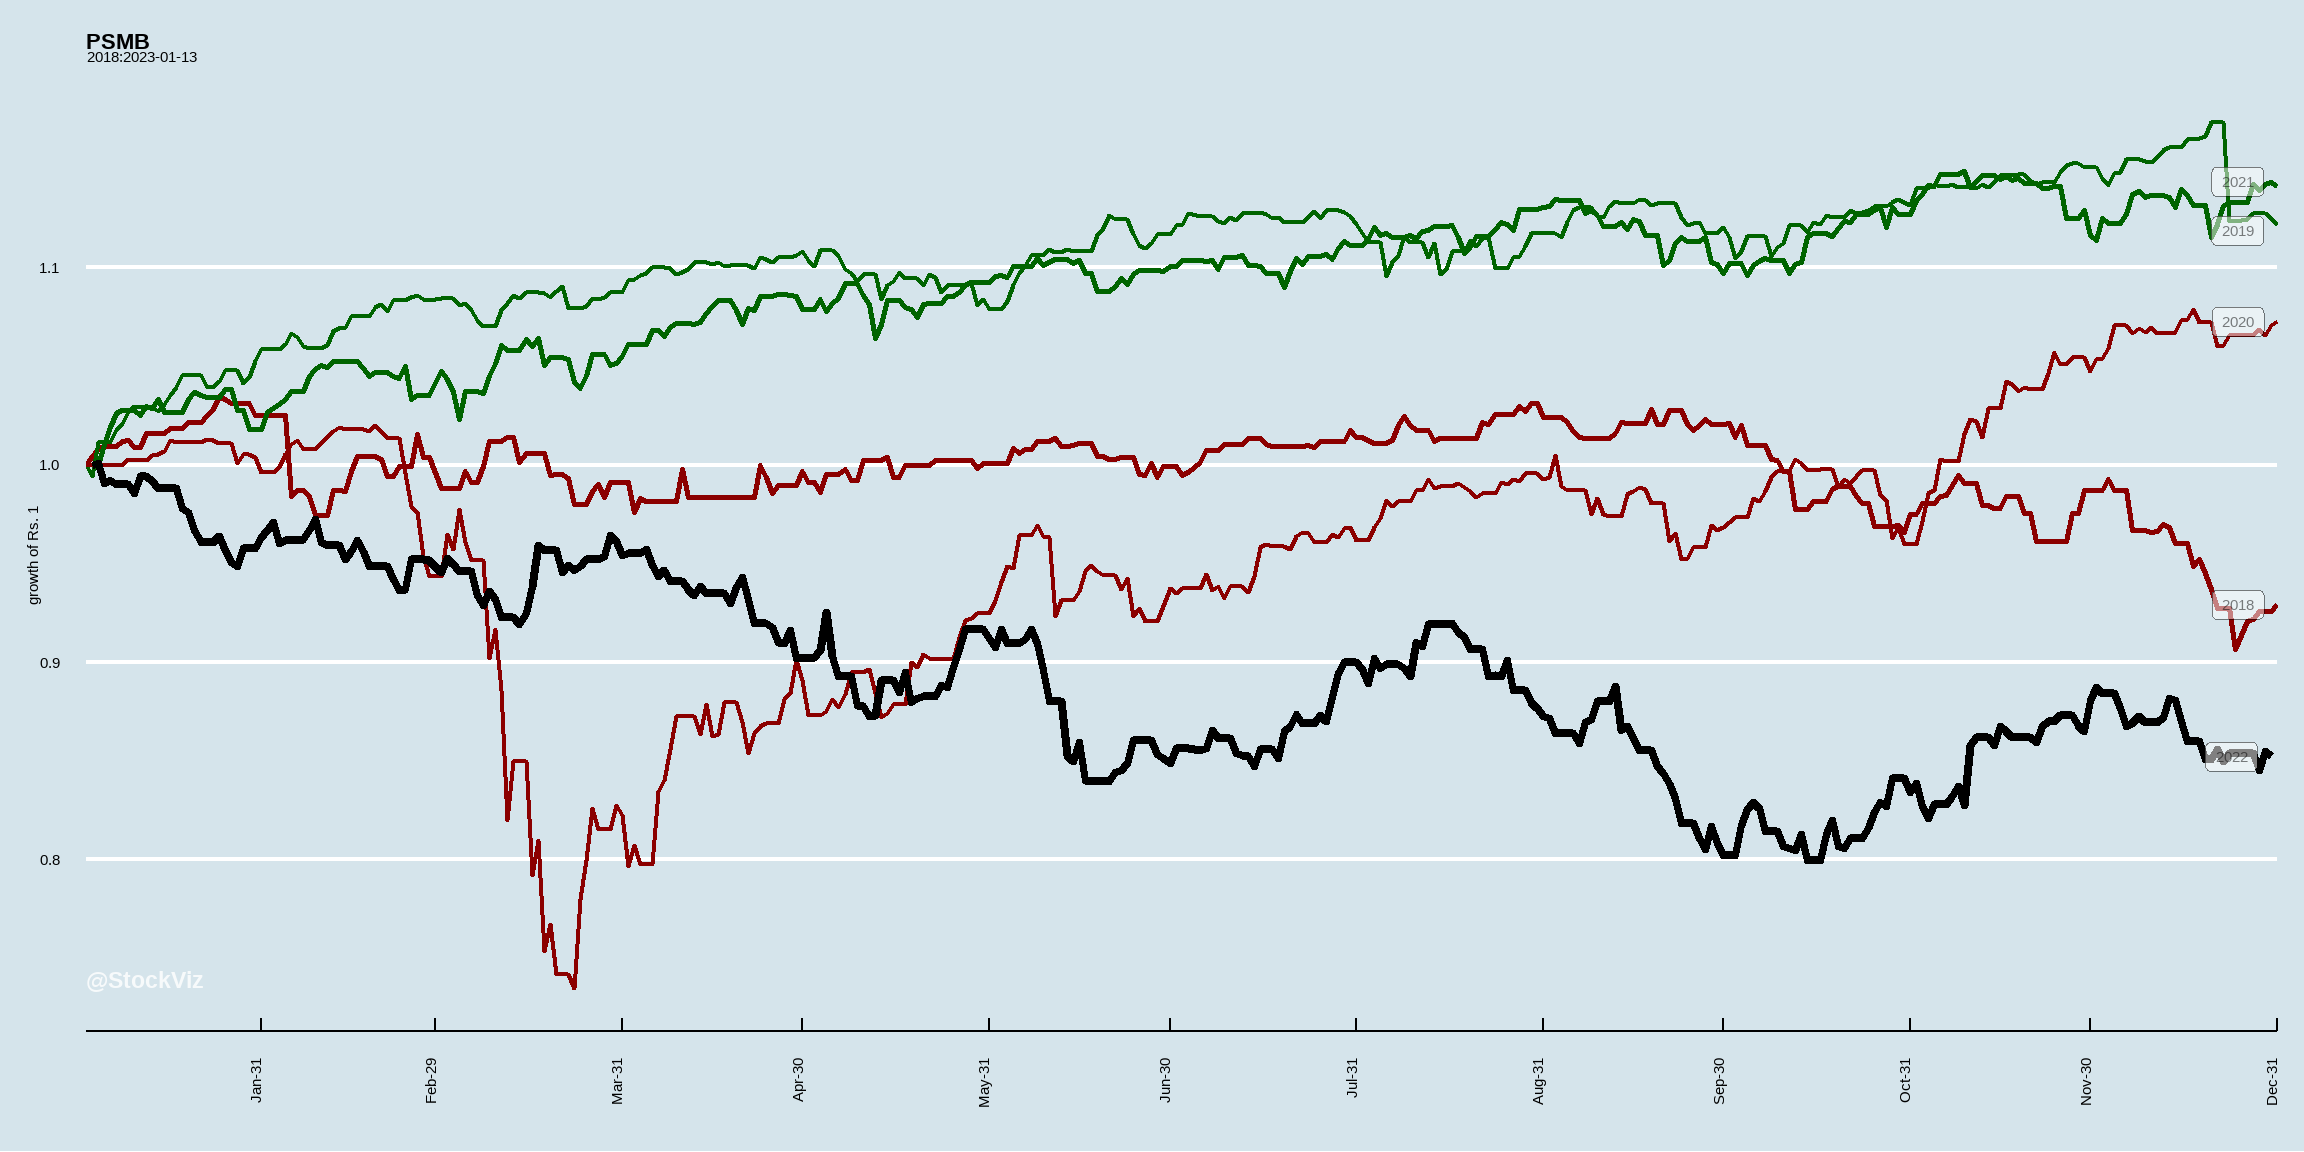 PSMB
2018:2023-01-13
growth of Rs. 1
1.1
1.0
0.9
0.8
2021
2019
2020
2018
2022
@StockViz
Jan-31
Feb-29
Mar-31
Apr-30
May-31
Jun-30
Jul-31
Aug-31
Sep-30
Oct-31
Nov-30
Dec-31